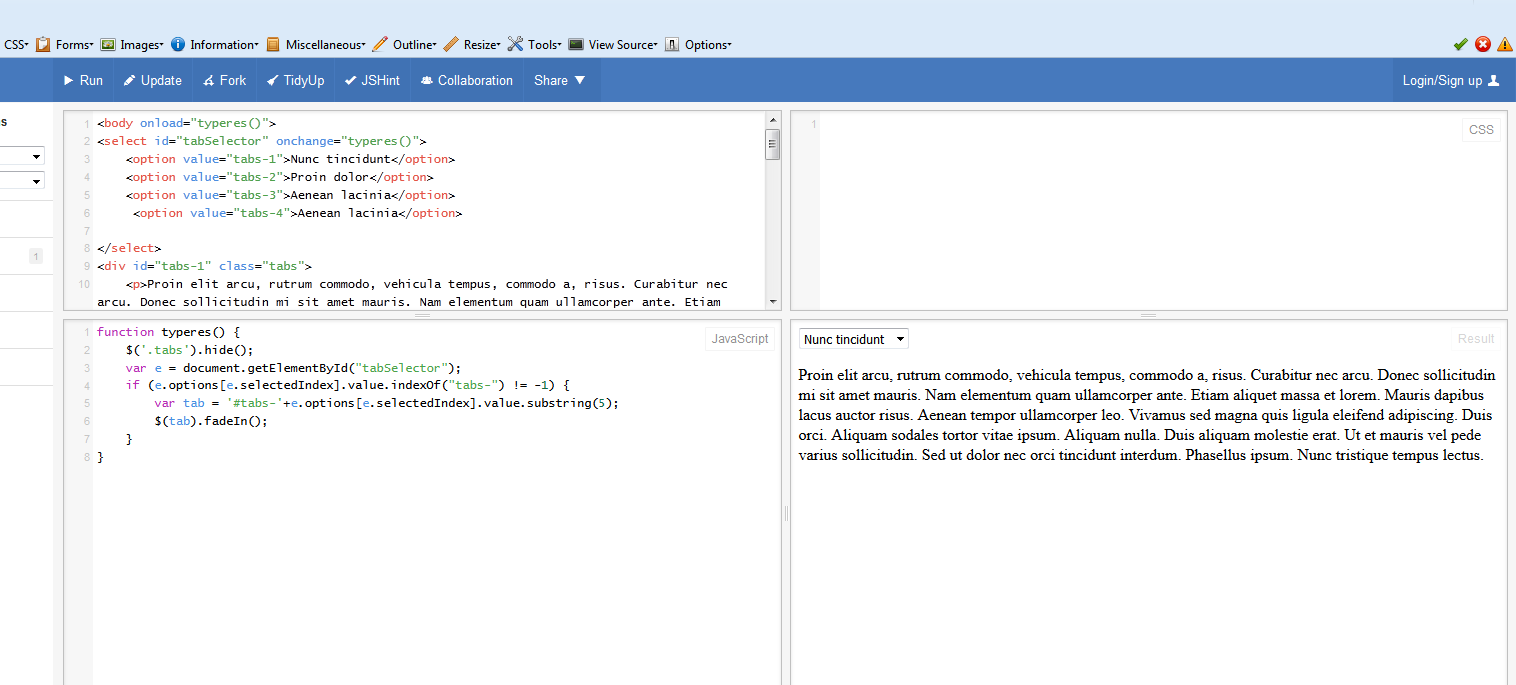 CSS Forms Images Information Miscellaneous Outline Resize Tools View Source Options
Run Update Fork TidyUp JSHint Collaboration Share Login/Sign up
s
1
1 <body onload="typeres()">
2 <select id="tabSelector" onchange="typeres()">
3 <option value="tabs-1">Nunc tincidunt</option>
4 <option value="tabs-2">Proin dolor</option>
5 <option value="tabs-3">Aenean lacinia</option>
6 <option value="tabs-4">Aenean lacinia</option>
7
8 </select>
9 <div id="tabs-1" class="tabs">
10 <p>Proin elit arcu, rutrum commodo, vehicula tempus, commodo a, risus. Curabitur nec
arcu. Donec sollicitudin mi sit amet mauris. Nam elementum quam ullamcorper ante. Etiam
1
CSS
1 function typeres() {
2 $('.tabs').hide();
3 var e = document.getElementById("tabSelector");
4 if (e.options[e.selectedIndex].value.indexOf("tabs-") != -1) {
5 var tab = '#tabs-'+e.options[e.selectedIndex].value.substring(5);
6 $(tab).fadeIn();
7 }
8 }
JavaScript
Nunc tincidunt
Result
Proin elit arcu, rutrum commodo, vehicula tempus, commodo a, risus. Curabitur nec arcu. Donec sollicitudin
mi sit amet mauris. Nam elementum quam ullamcorper ante. Etiam aliquet massa et lorem. Mauris dapibus
lacus auctor risus. Aenean tempor ullamcorper leo. Vivamus sed magna quis ligula eleifend adipiscing. Duis
orci. Aliquam sodales tortor vitae ipsum. Aliquam nulla. Duis aliquam molestie erat. Ut et mauris vel pede
varius sollicitudin. Sed ut dolor nec orci tincidunt interdum. Phasellus ipsum. Nunc tristique tempus lectus.